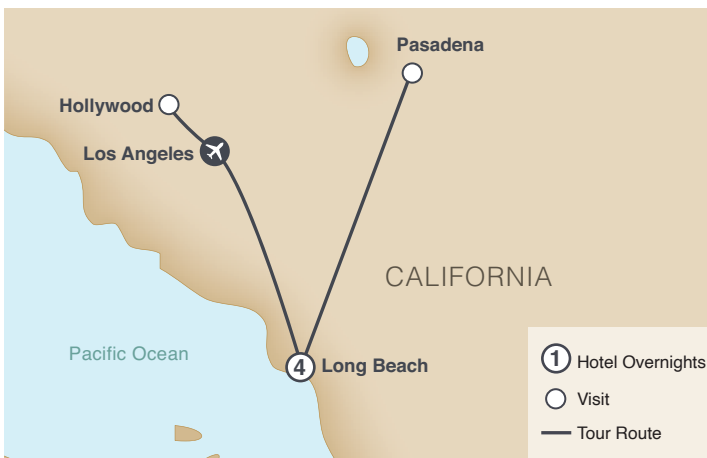 Pasadena
Hollywood
Los Angeles
CALIFORNIA
Pacific Ocean
4 Long Beach
1 Hotel Overnights
Visit
Tour Route